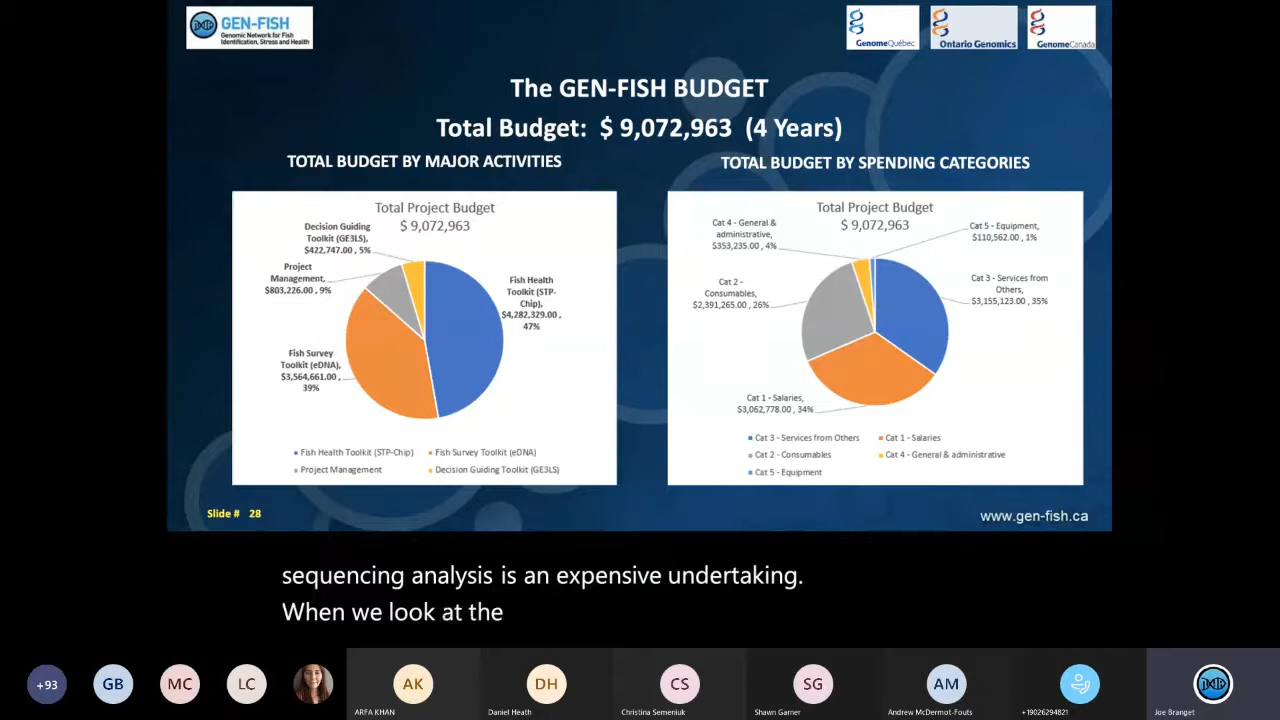 GEN-FISH
Genomic Network for Fish
Identification, Stress and Health
GenomeQuébec
Ontario Genomics
GenomeCanada
The GEN-FISH BUDGET
Total Budget: $ 9,072,963 (4 Years)
TOTAL BUDGET BY MAJOR ACTIVITIES
TOTAL BUDGET BY SPENDING CATEGORIES
Total Project Budget
$ 9,072,963
Decision Guiding
Toolkit (GE3LS),
$422,747.00 , 5%
Project
Management,
$803,226.00 , 9%
Fish Health
Toolkit (STP-
Chip),
$4,282,329.00 ,
47%
Fish Survey
Toolkit (eDNA),
$3,564,661.00 ,
39%
Fish Health Toolkit (STP-Chip)
Fish Survey Toolkit (eDNA)
Project Management
Decision Guiding Toolkit (GE3LS)
Total Project Budget
$ 9,072,963
Cat 4 - General &
administrative,
$353,235.00 , 4%
Cat 5 - Equipment,
$110,562.00 , 1%
Cat 2 -
Consumables,
$2,391,265.00 , 26%
Cat 3 - Services from
Others,
$3,155,123.00 , 35%
Cat 1 - Salaries,
$3,062,778.00 , 34%
Cat 3 - Services from Others
Cat 1 - Salaries
Cat 2 - Consumables
Cat 4 - General & administrative
Cat 5 - Equipment
Slide # 28
www.gen-fish.ca
sequencing analysis is an expensive undertaking.
When we look at the
+93
GB
MC
LC
AK
ARFA KHAN
DH
Daniel Heath
CS
Christina Semeniuk
SG
Shawn Garner
AM
Andrew McDermot-Fouts
+19026294821
Joe Branget